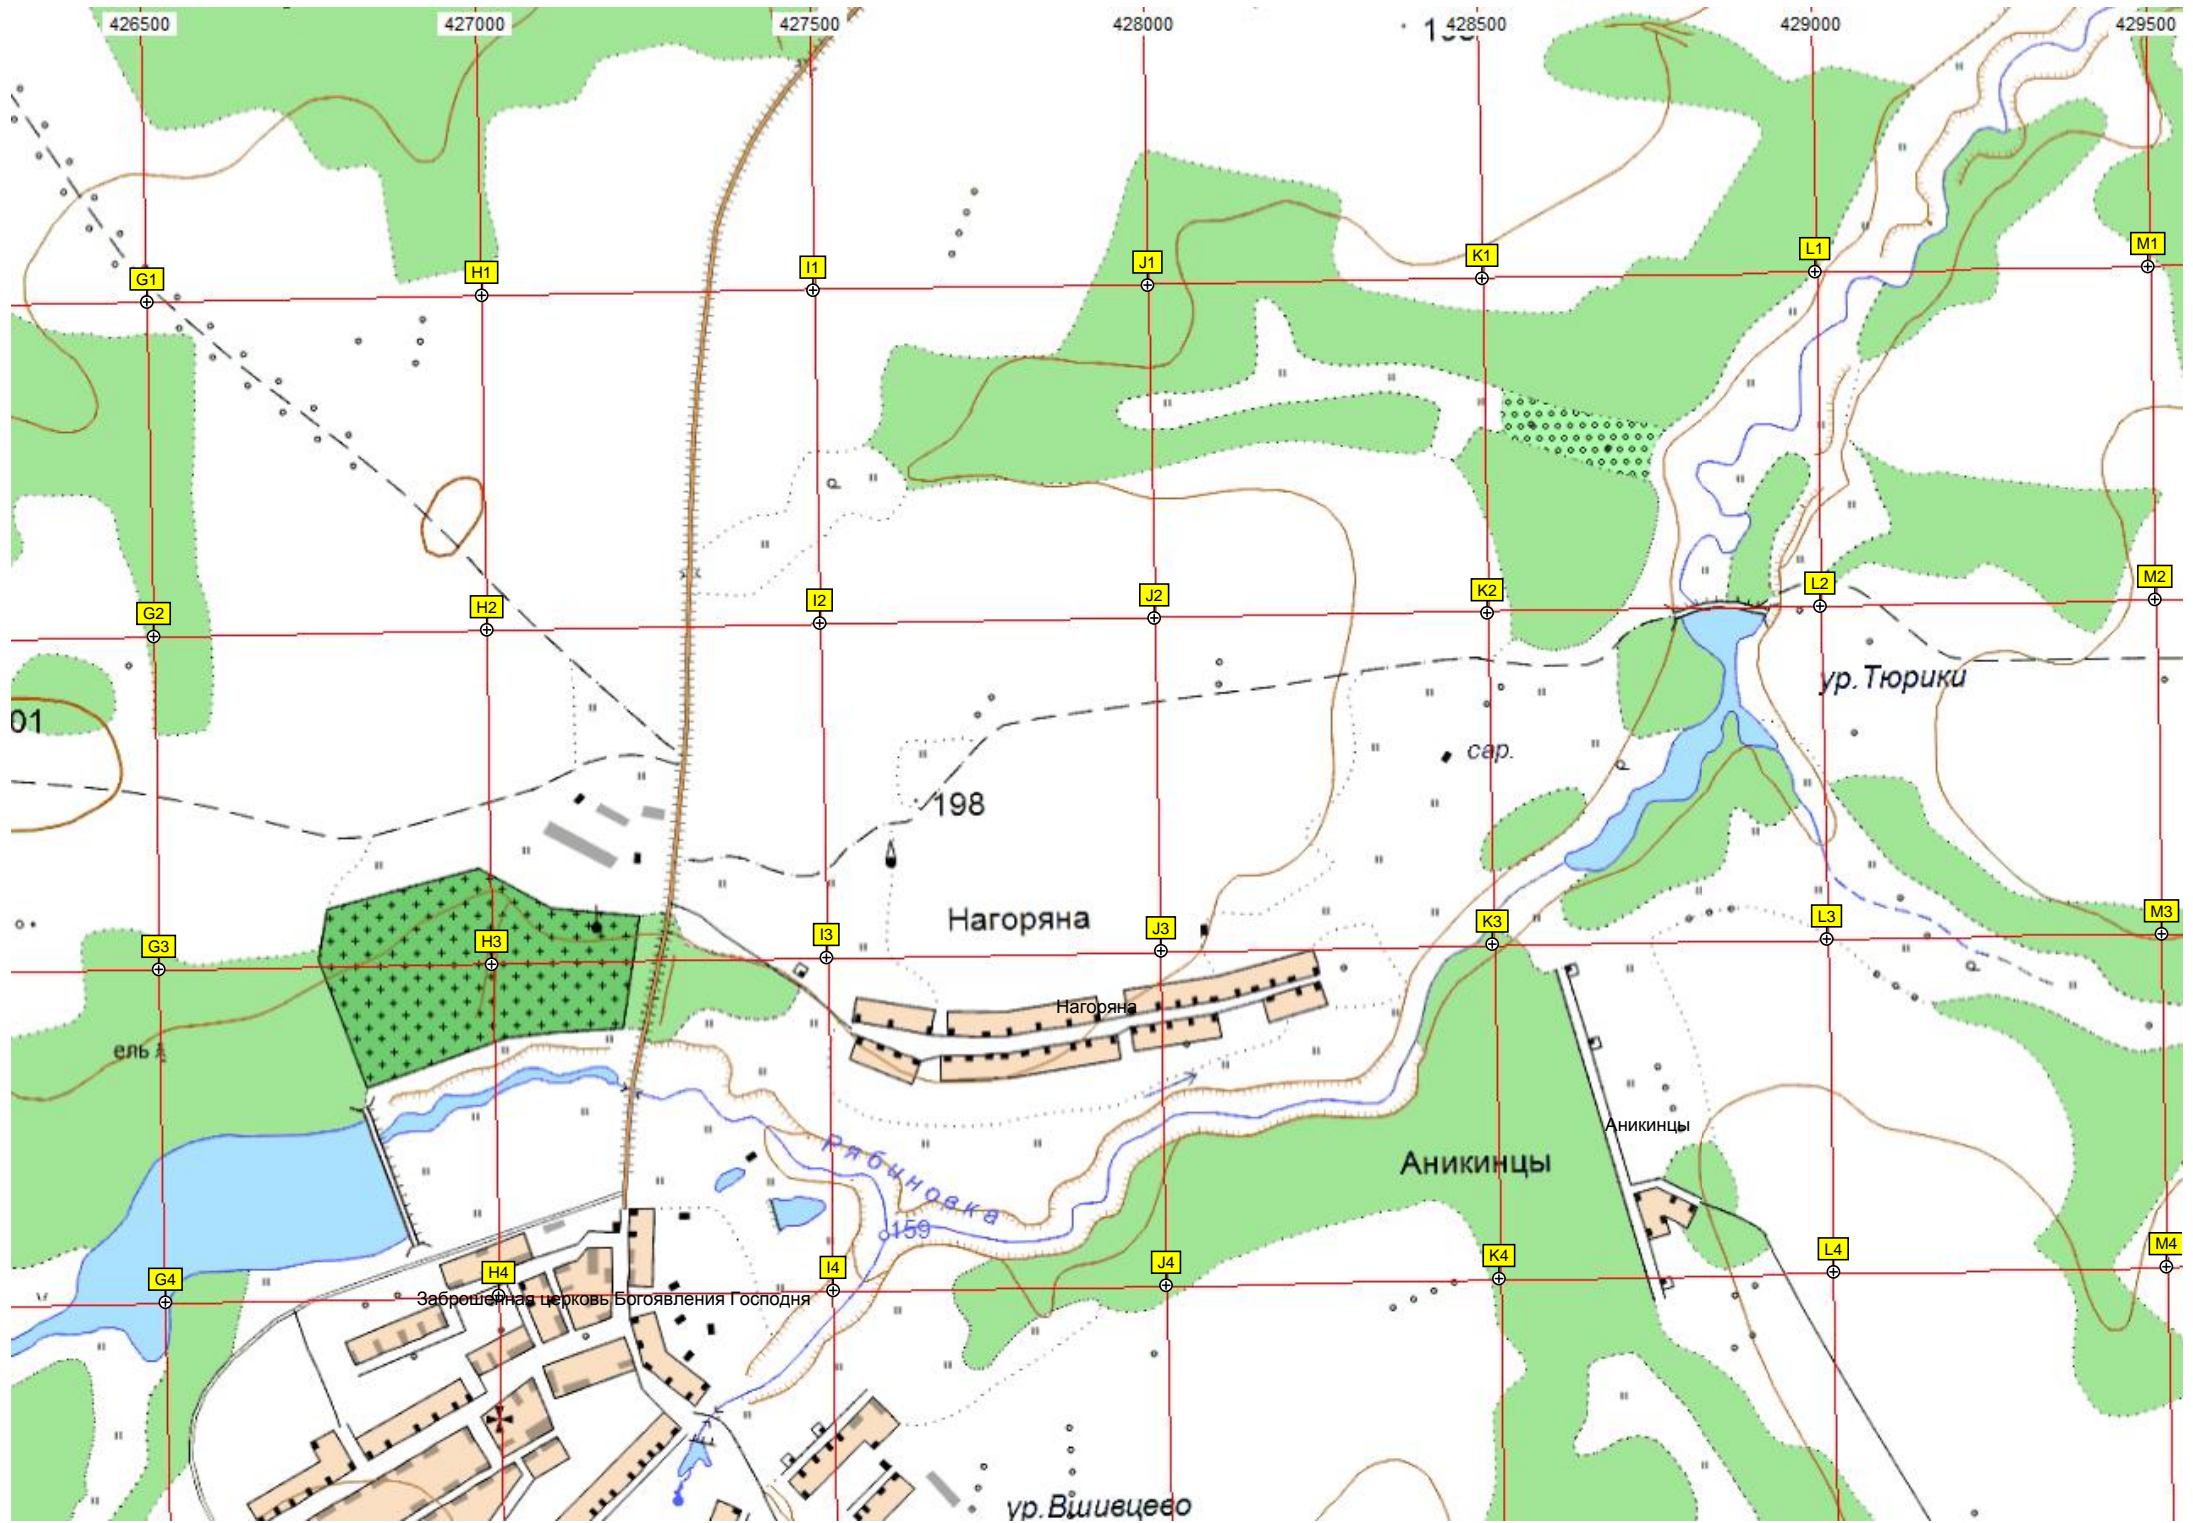 426500 427000 427500 428000 428500 429000 429500
G1 H1 I1 J1 K1 L1 M1
G2 H2 I2 J2 K2 L2 M2
ур.Тюрики
01
сар.
198
Нагоряна
G3 H3 I3 J3 K3 L3 M3
Нагоряна
ель
Аникинцы
Рябиновка
Аникинцы
159
G4 H4 I4 J4 K4 L4 M4
Заброшенная церковь Богоявления Господня
ур.Вшивцево